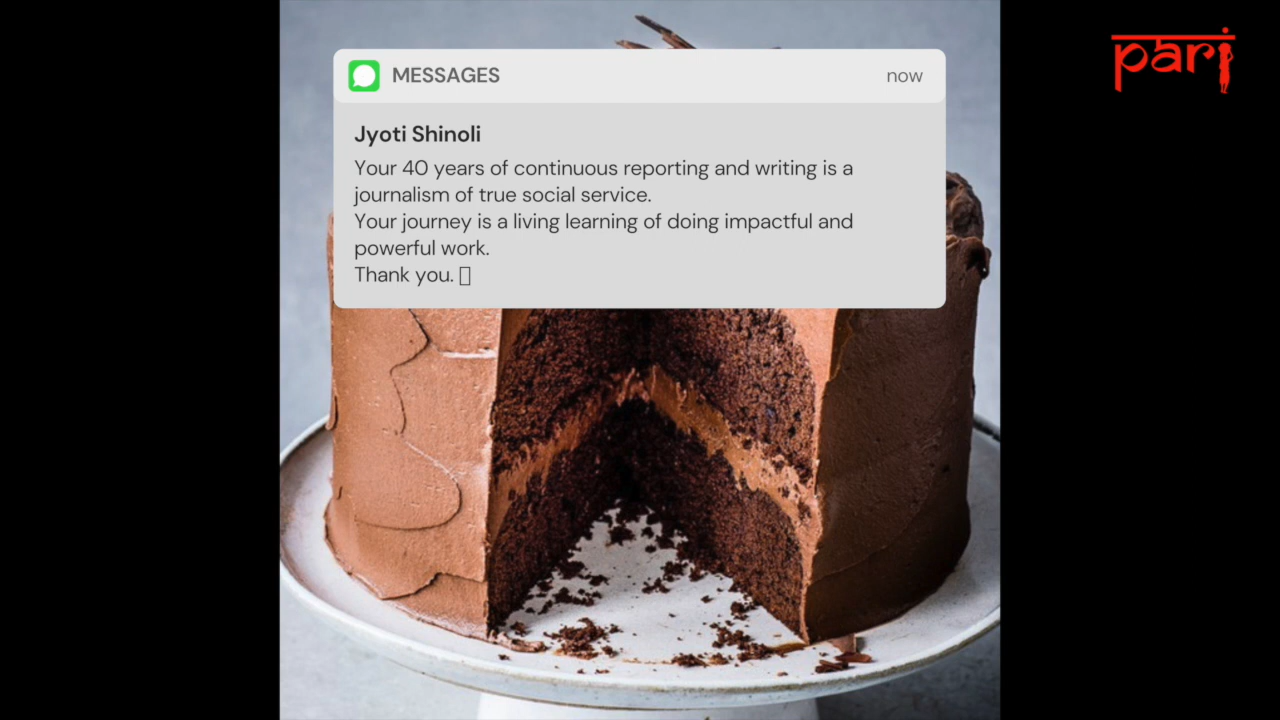 pari
MESSAGES
now
Jyoti Shinoli
Your 40 years of continuous reporting and writing is a
journalism of true social service.
Your journey is a living learning of doing impactful and
powerful work.
Thank you.